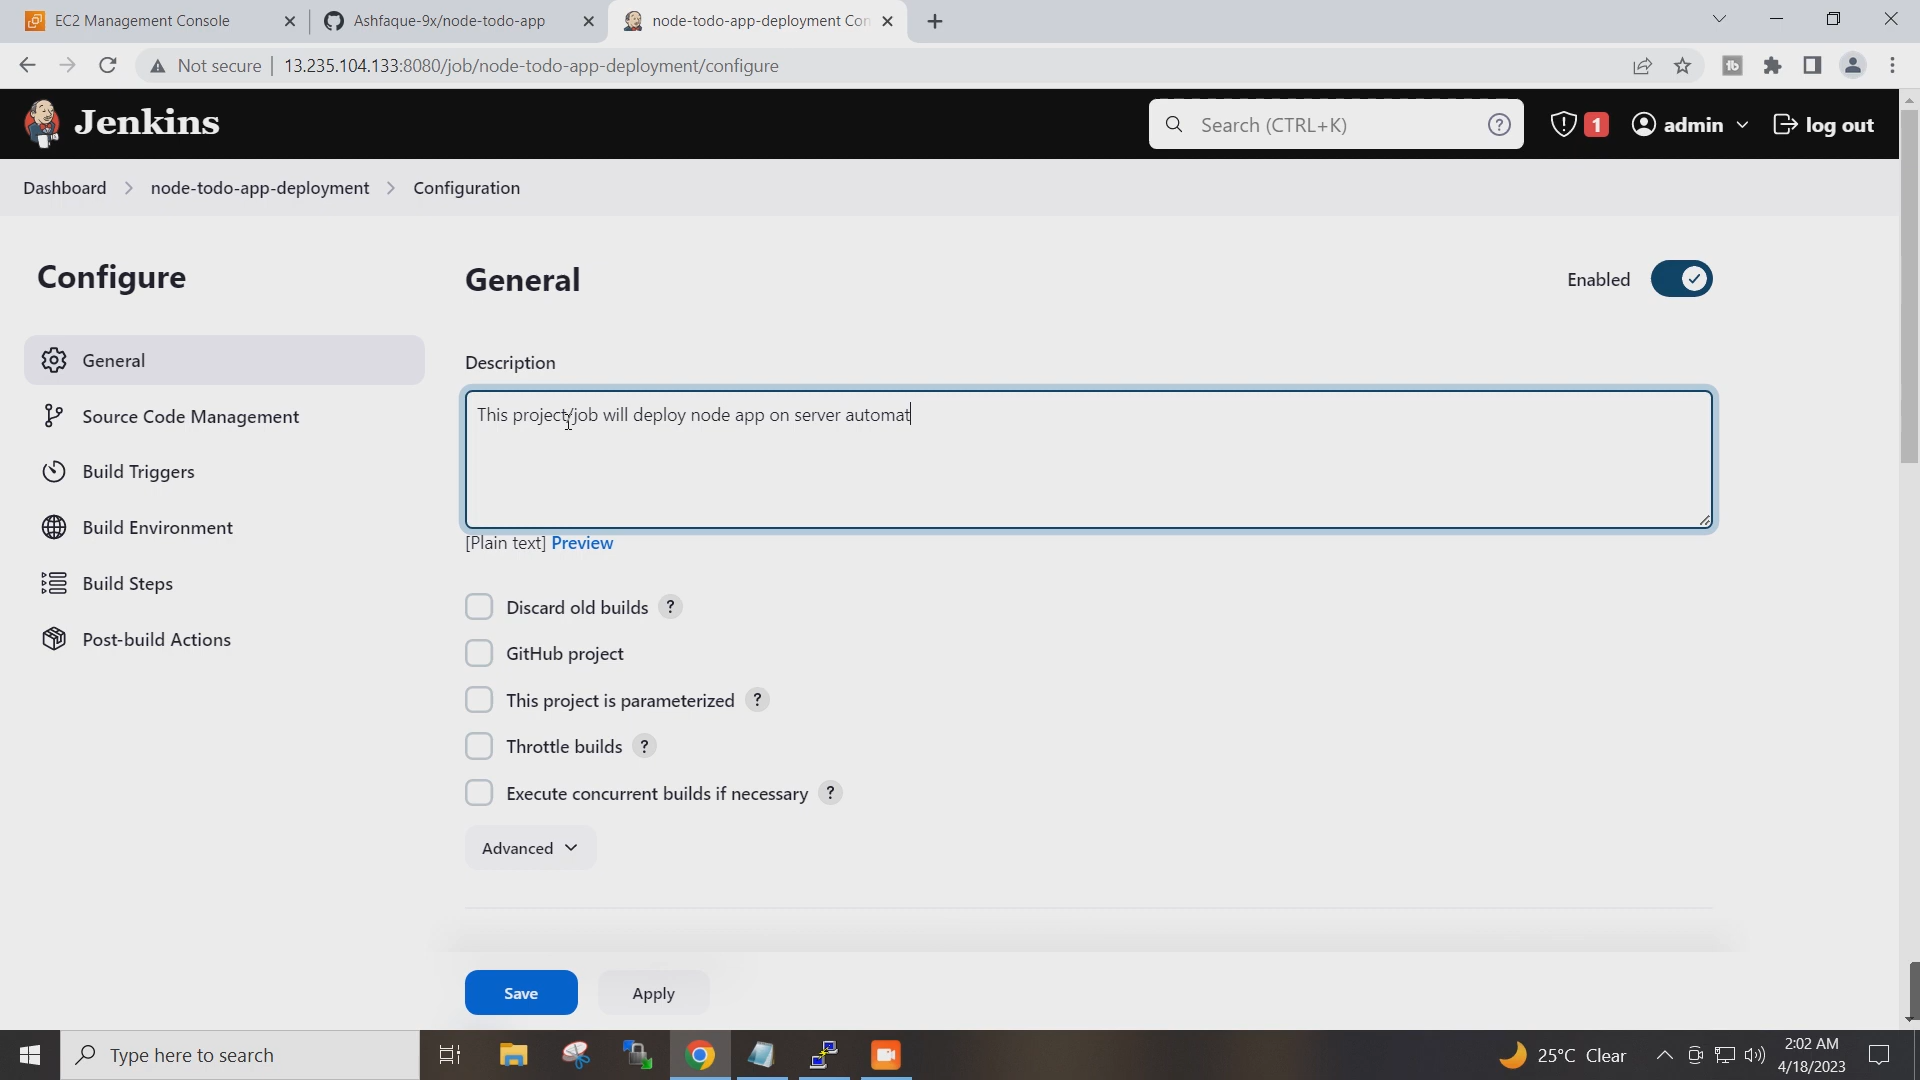 EC2 Management Console
Ashfaque-9x/node-todo-app
node-todo-app-deployment Con
Not secure
13.235.104.133:8080/job/node-todo-app-deployment/configure
Jenkins
Search (CTRL+K)
?
1
admin
log out
Dashboard
node-todo-app-deployment
Configuration
Configure
General
Source Code Management
Build Triggers
Build Environment
Build Steps
Post-build Actions
General
Enabled
Description
This project/job will deploy node app on server automat
[Plain text] Preview
Discard old builds ?
GitHub project
This project is parameterized ?
Throttle builds ?
Execute concurrent builds if necessary ?
Advanced
Save
Apply
Type here to search
25°C Clear
2:02 AM
4/18/2023